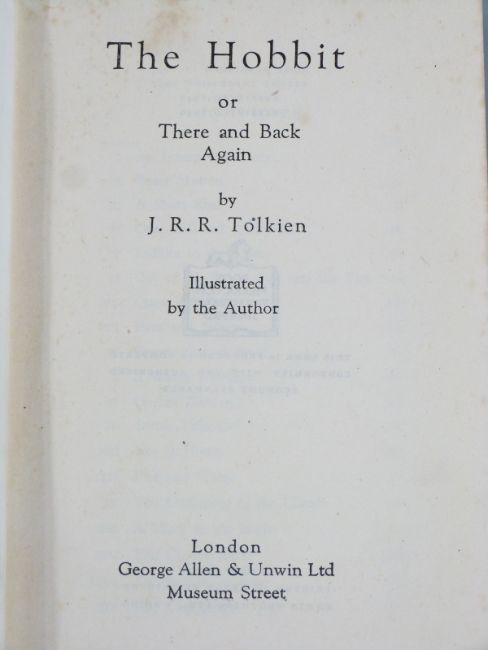 The Hobbit
or
There and Back
Again
by
J. R. R. Tolkien
Illustrated
by the Author
London
George Allen & Unwin Ltd
Museum Street